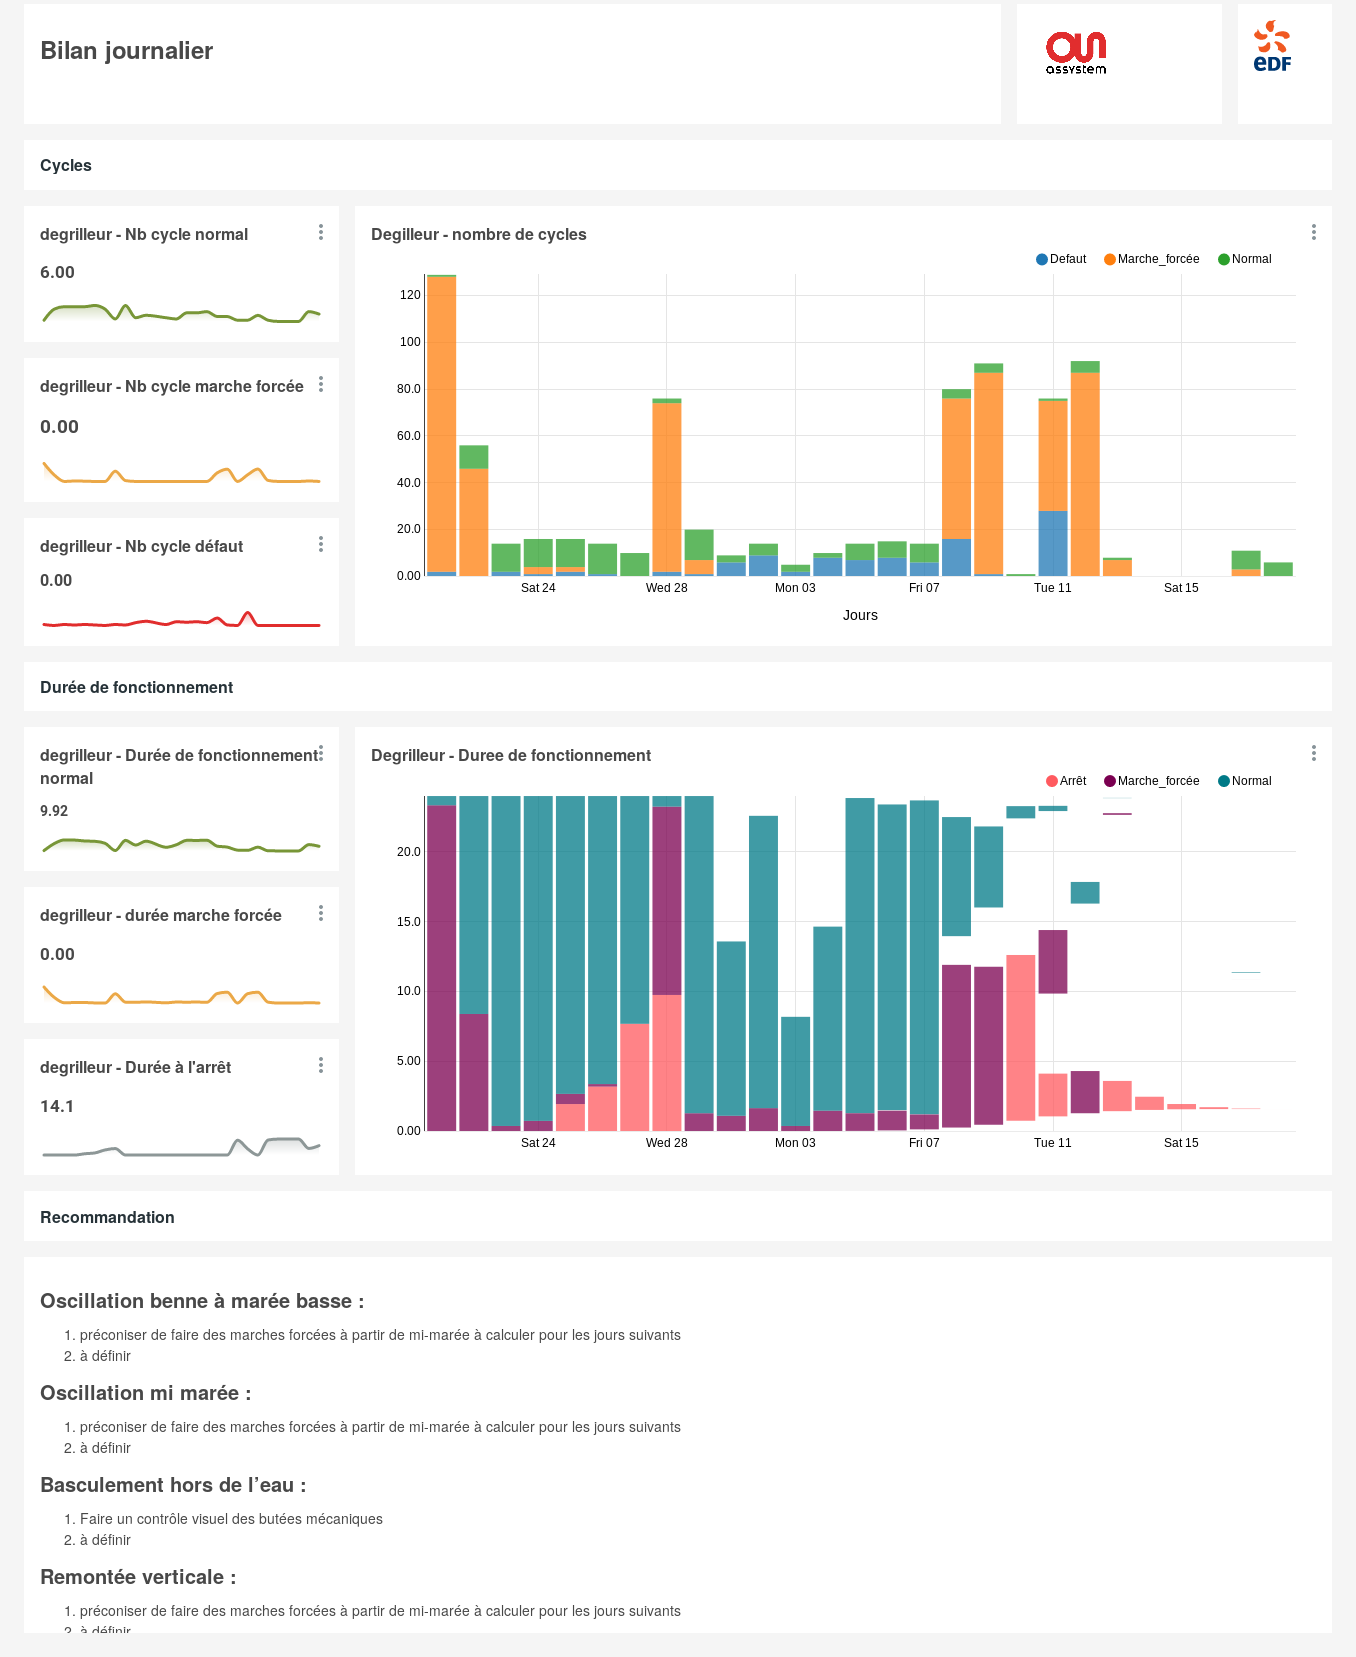 Bilan journalier
assystem
eDF
Cycles
degrilleur - Nb cycle normal
6.00
degrilleur - Nb cycle marche forcée
0.00
degrilleur - Nb cycle défaut
0.00
Degilleur - nombre de cycles
Defaut Marche_forcée Normal
120
100
80.0
60.0
40.0
20.0
0.00
Sat 24 Wed 28 Mon 03 Fri 07 Tue 11 Sat 15
Jours
Durée de fonctionnement
degrilleur - Durée de fonctionnement
normal
9.92
degrilleur - durée marche forcée
0.00
degrilleur - Durée à l'arrêt
14.1
Degrilleur - Duree de fonctionnement
Arrêt Marche_forcée Normal
20.0
15.0
10.0
5.00
0.00
Sat 24 Wed 28 Mon 03 Fri 07 Tue 11 Sat 15
Recommandation
Oscillation benne à marée basse :
1. préconiser de faire des marches forcées à partir de mi-marée à calculer pour les jours suivants
2. à définir
Oscillation mi marée :
1. préconiser de faire des marches forcées à partir de mi-marée à calculer pour les jours suivants
2. à définir
Basculement hors de l’eau :
1. Faire un contrôle visuel des butées mécaniques
2. à définir
Remontée verticale :
1. préconiser de faire des marches forcées à partir de mi-marée à calculer pour les jours suivants
2. à définir